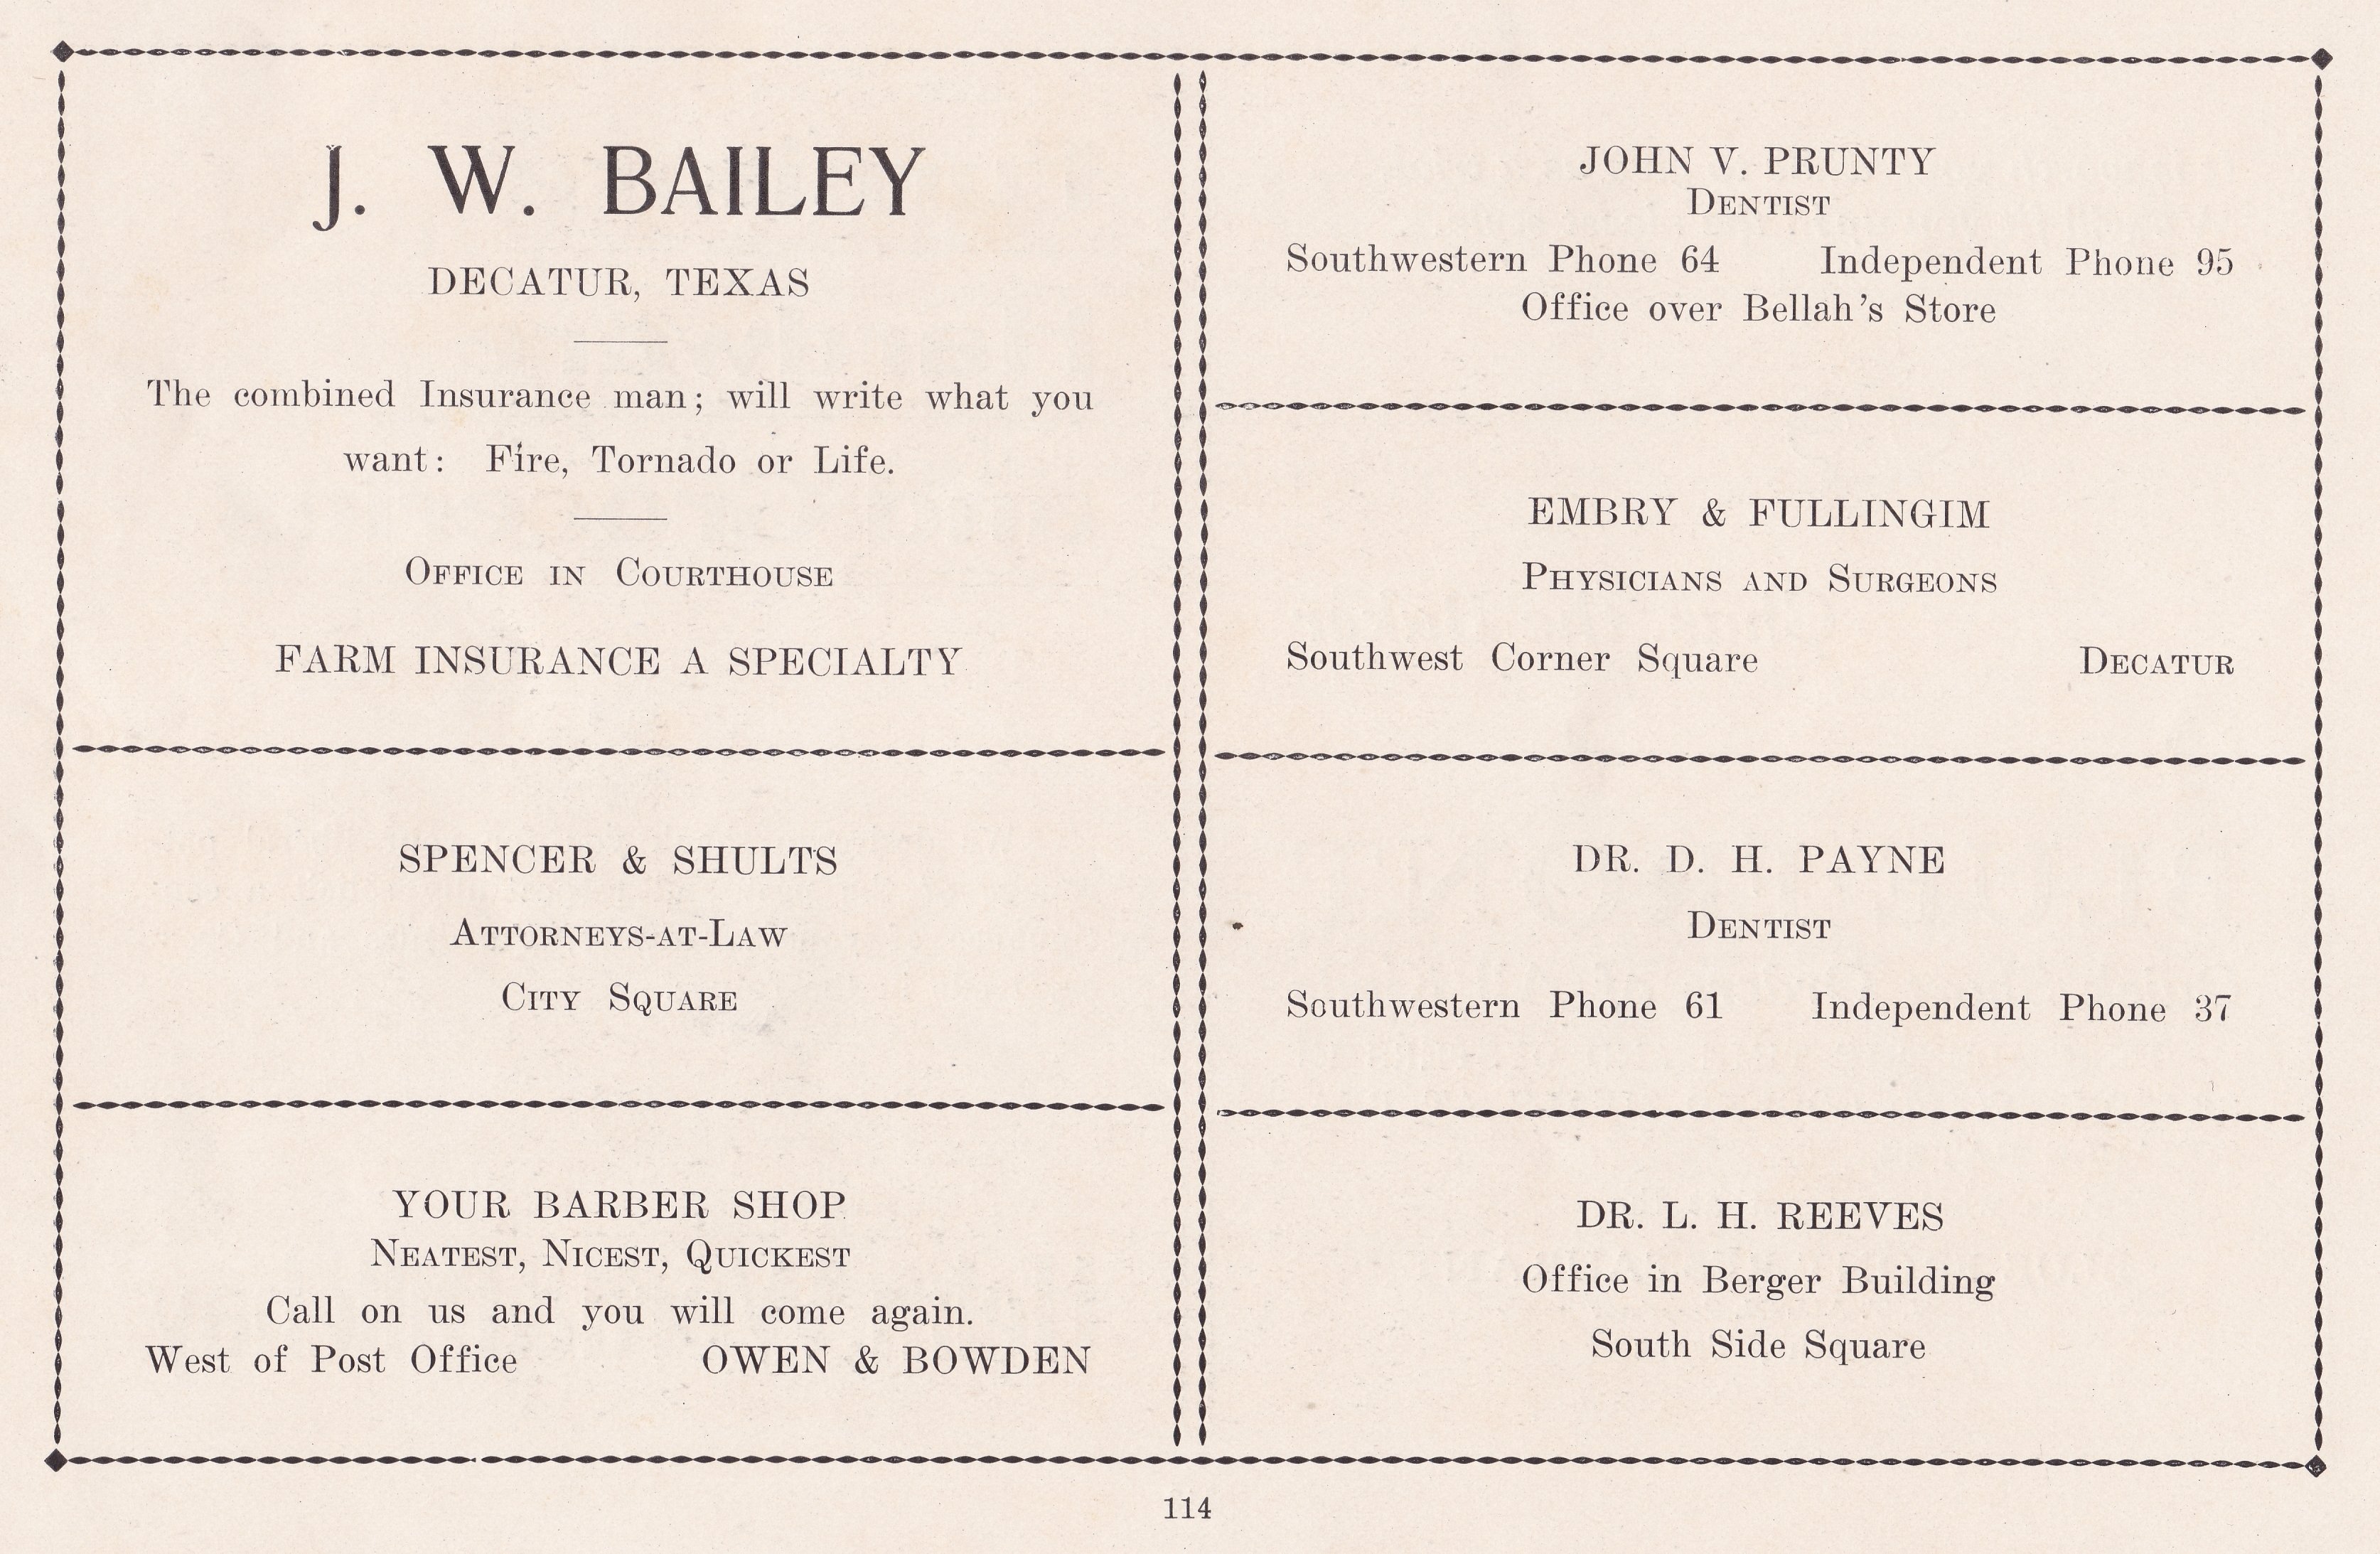 J. W. BAILEY
DECATUR, TEXAS
The combined Insurance man; will write what you
want: Fire, Tornado or Life.
OFFICE IN COURTHOUSE
FARM INSURANCE A SPECIALTY
SPENCER & SHULTS
ATTORNEYS-AT-LAW
CITY SQUARE
YOUR BARBER SHOP
NEATEST, NICEST, QUICKEST
Call on us and you will come again.
West of Post Office OWEN & BOWDEN
JOHN V. PRUNTY
DENTIST
Southwestern Phone 64 Independent Phone 95
Office over Bellah's Store
EMBRY & FULLINGIM
PHYSICIANS AND SURGEONS
Southwest Corner Square DECATUR
DR. D. H. PAYNE
DENTIST
Southwestern Phone 61 Independent Phone 37
DR. L. H. REEVES
Office in Berger Building
South Side Square
114